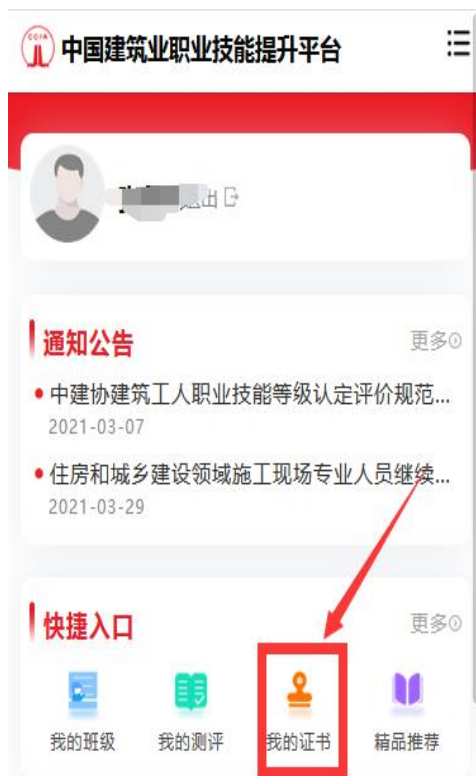 CCIA
中国建筑业职业技能提升平台
退出
通知公告 更多
中建协建筑工人职业技能等级认定评价规范...
2021-03-07
住房和城乡建设领域施工现场专业人员继续...
2021-03-29
快捷入口 更多
我的班级 我的测评 我的证书 精品推荐